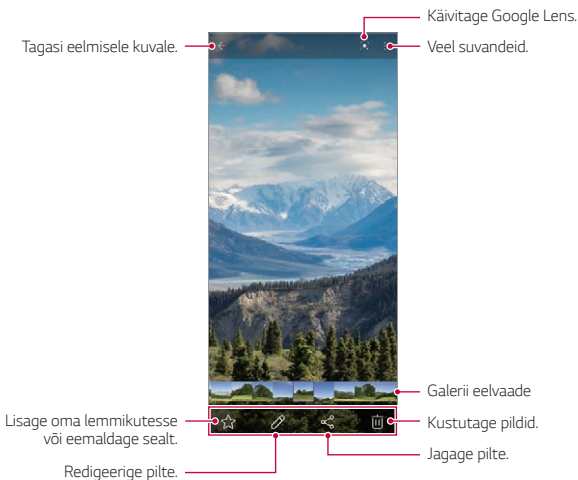 Käivitage Google Lens.
Tagasi eelmisele kuvale.
Veel suvandeid.
Galerii eelvaade
Lisage oma lemmikutesse
või eemaldage sealt.
Kustutage pildid.
Jagage pilte.
Redigeerige pilte.